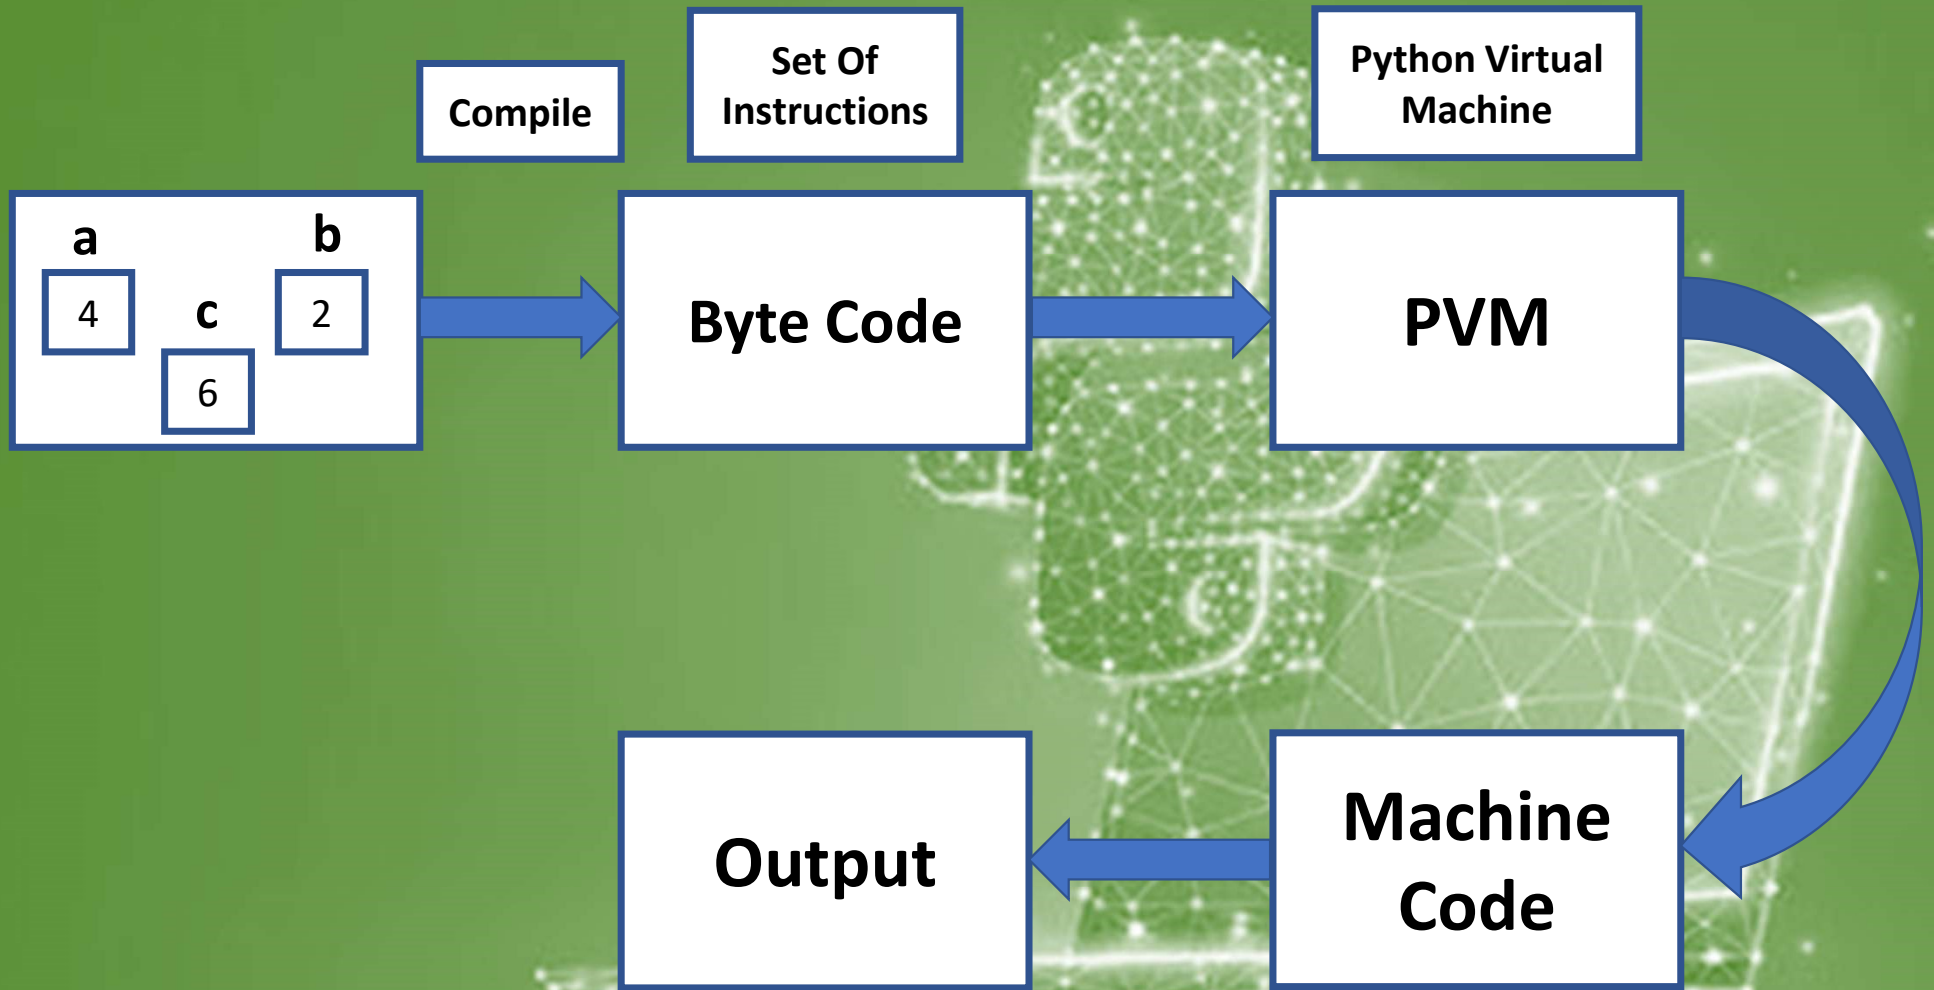 Compile
Set Of
Instructions
Python Virtual
Machine
a
b
4
c
2
6
Byte Code
PVM
Output
Machine
Code